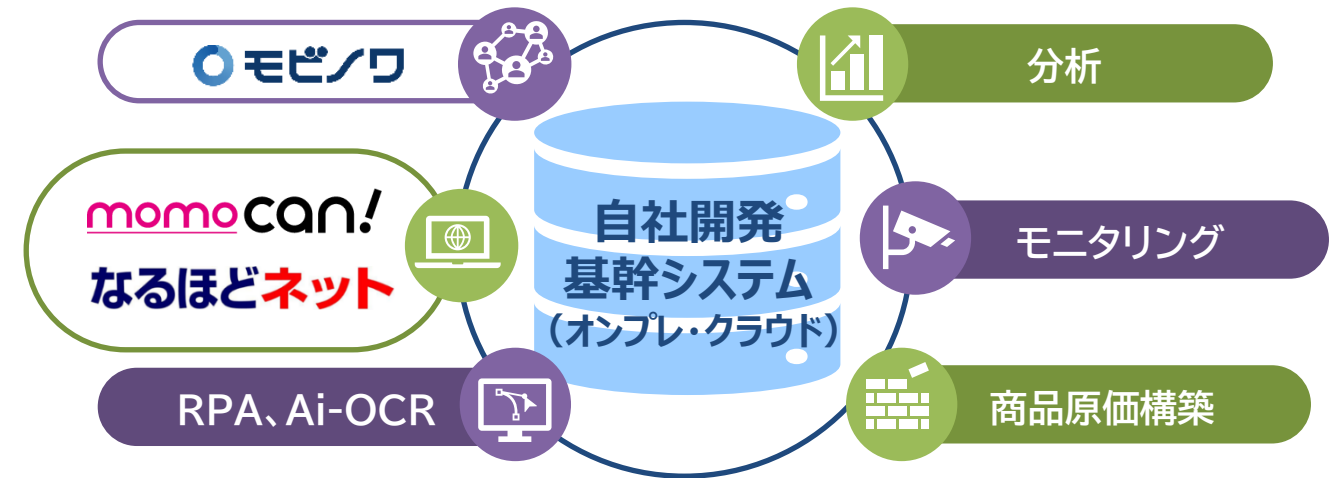 モビノワ
momocan!
なるほどネット
RPA、Ai-OCR
自社開発
基幹システム
（オンプレ・クラウド）
分析
モニタリング
商品原価構築